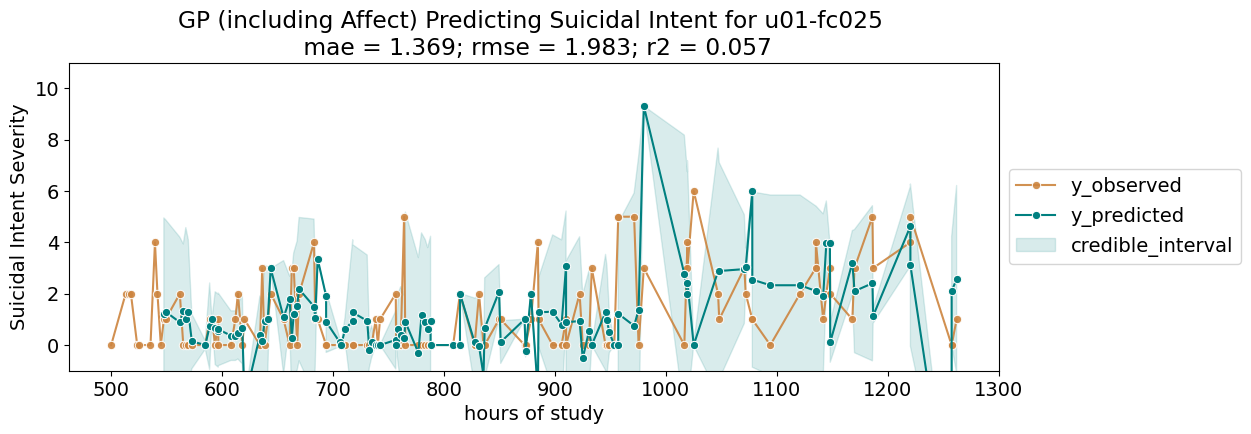 GP (including Affect) Predicting Suicidal Intent for u01-fc025
mae = 1.369; rmse = 1.983; r2 = 0.057
Suicidal Intent Severity
10
8
6
4
2
0
500 600 700 800 900 1000 1100 1200 1300
hours of study
y_observed
y_predicted
credible_interval